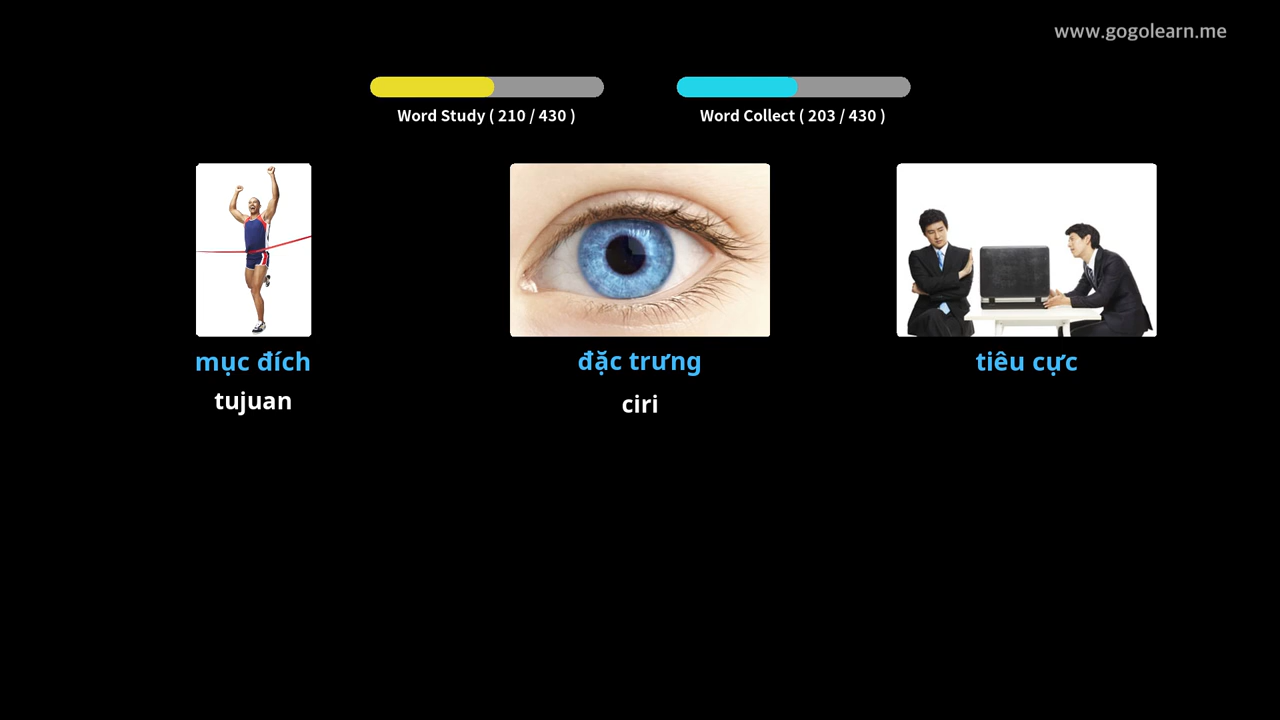 www.gogolearn.me
Word Study ( 210 / 430 )
Word Collect ( 203 / 430 )
mục đích
đặc trưng
tiêu cực
tujuan
ciri